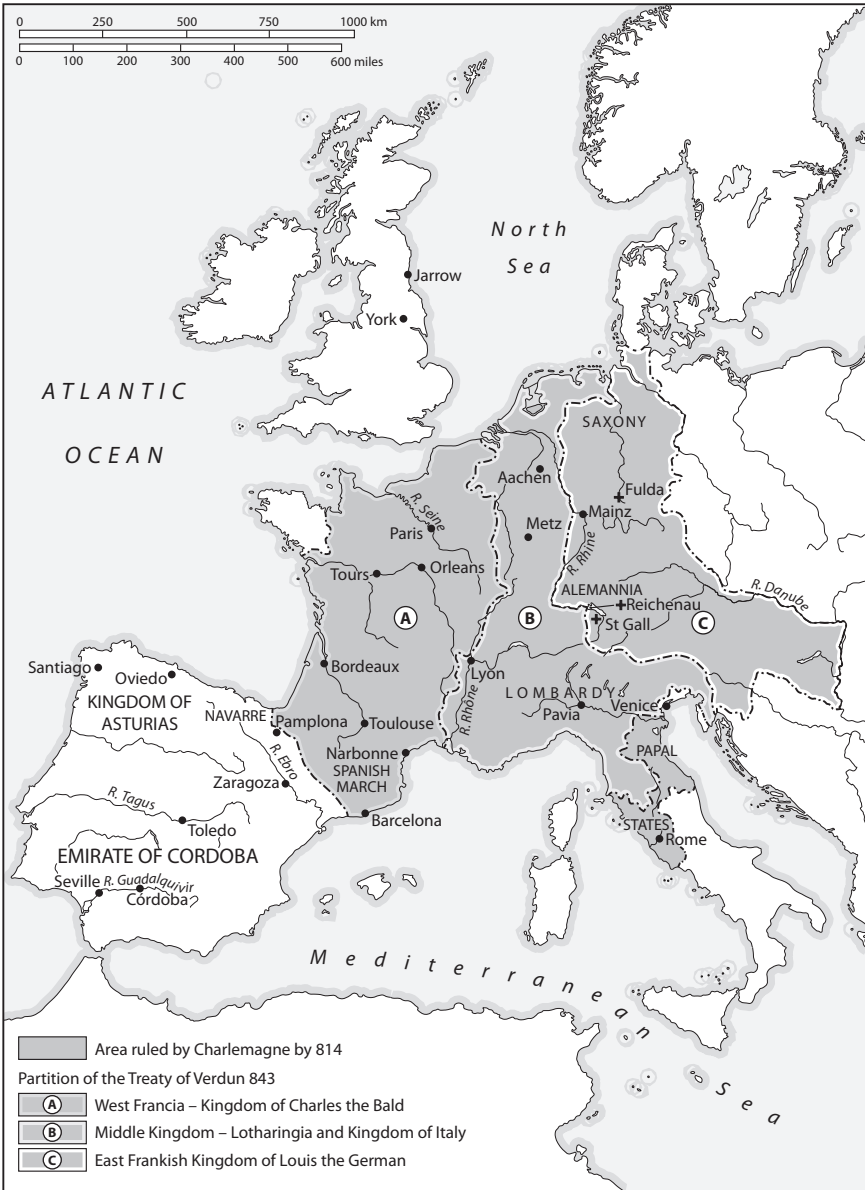 0 250 500 750 1000 km
0 100 200 300 400 500 600 miles
North
Sea
Jarrow
York
ATLANTIC
OCEAN
SAXONY
Aachen
Fulda
R. Seine
Mainz
Paris
Metz
R. Rhine
Tours
Orleans
ALEMANNIA
R. Danube
Reichenau
A
B
St Gall
C
Santiago
Oviedo
Bordeaux
Lyon
KINGDOM OF
ASTURIAS
LOMBARDY
R. Rhône
Pavia
Venice
NAVARRE
Pamplona
Toulouse
PAPAL
R. Ebro
Narbonne
SPANISH
MARCH
Zaragoza
R. Tagus
Barcelona
Toledo
STATES
Rome
EMIRATE OF CORDOBA
Seville
R. Guadalquivir
Córdoba
Mediterranean
Sea
Area ruled by Charlemagne by 814
Partition of the Treaty of Verdun 843
A West Francia – Kingdom of Charles the Bald
B Middle Kingdom – Lotharingia and Kingdom of Italy
C East Frankish Kingdom of Louis the German